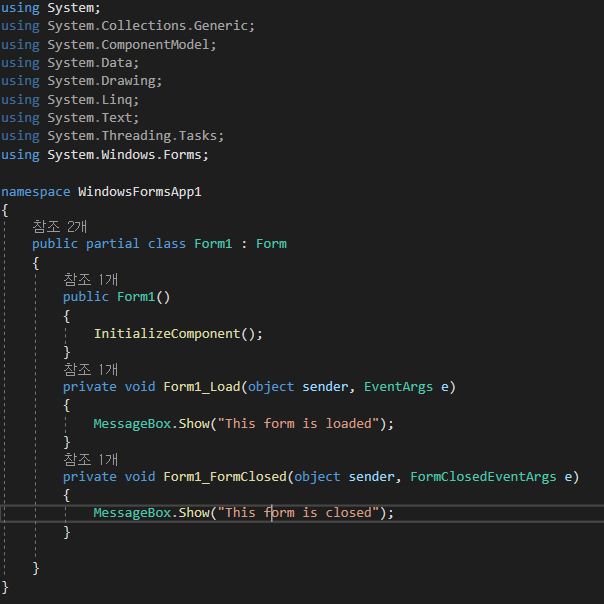 using System;
using System.Collections.Generic;
using System.ComponentModel;
using System.Data;
using System.Drawing;
using System.Linq;
using System.Text;
using System.Threading.Tasks;
using System.Windows.Forms;
namespace WindowsFormsApp1
{
참조 2개
public partial class Form1 : Form
{
참조 1개
public Form1()
{
InitializeComponent();
}
참조 1개
private void Form1_Load(object sender, EventArgs e)
{
MessageBox.Show("This form is loaded");
}
참조 1개
private void Form1_FormClosed(object sender, FormClosedEventArgs e)
{
MessageBox.Show("This form is closed");
}
}
}